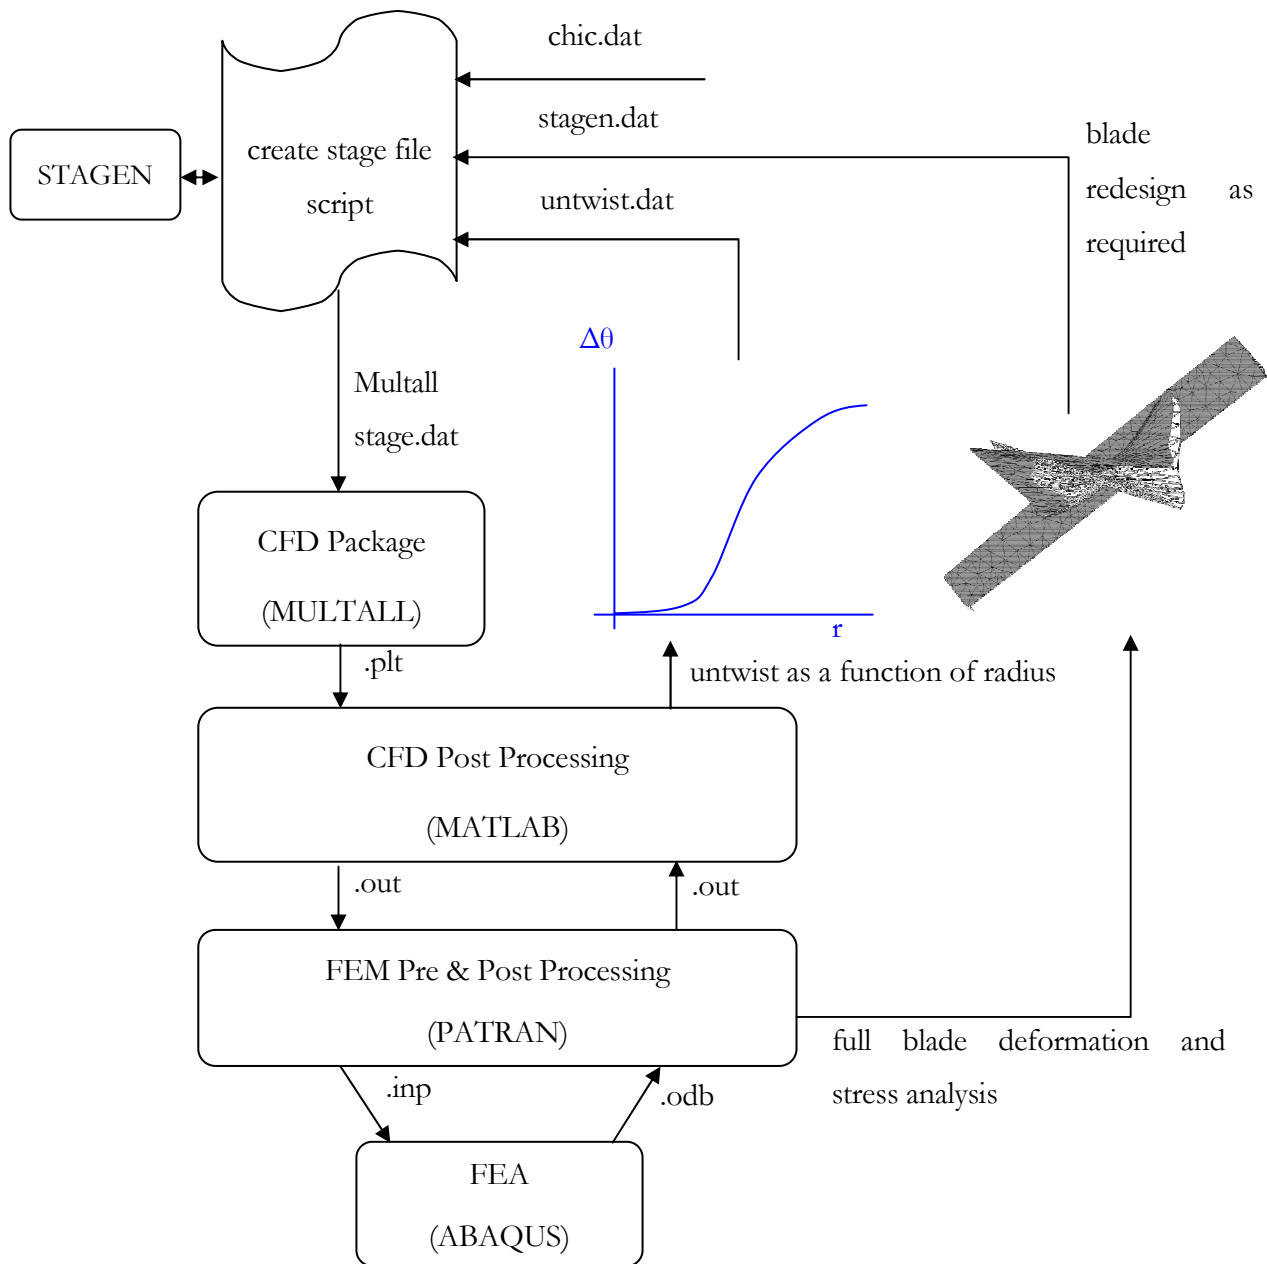 chic.dat
stagen.dat
untwist.dat
STAGEN
create stage file
script
blade
redesign as
required
Δθ
r
Multall
stage.dat
CFD Package
(MULTALL)
.plt
untwist as a function of radius
CFD Post Processing
(MATLAB)
.out
.out
FEM Pre & Post Processing
(PATRAN)
full blade deformation and
stress analysis
.inp
.odb
FEA
(ABAQUS)